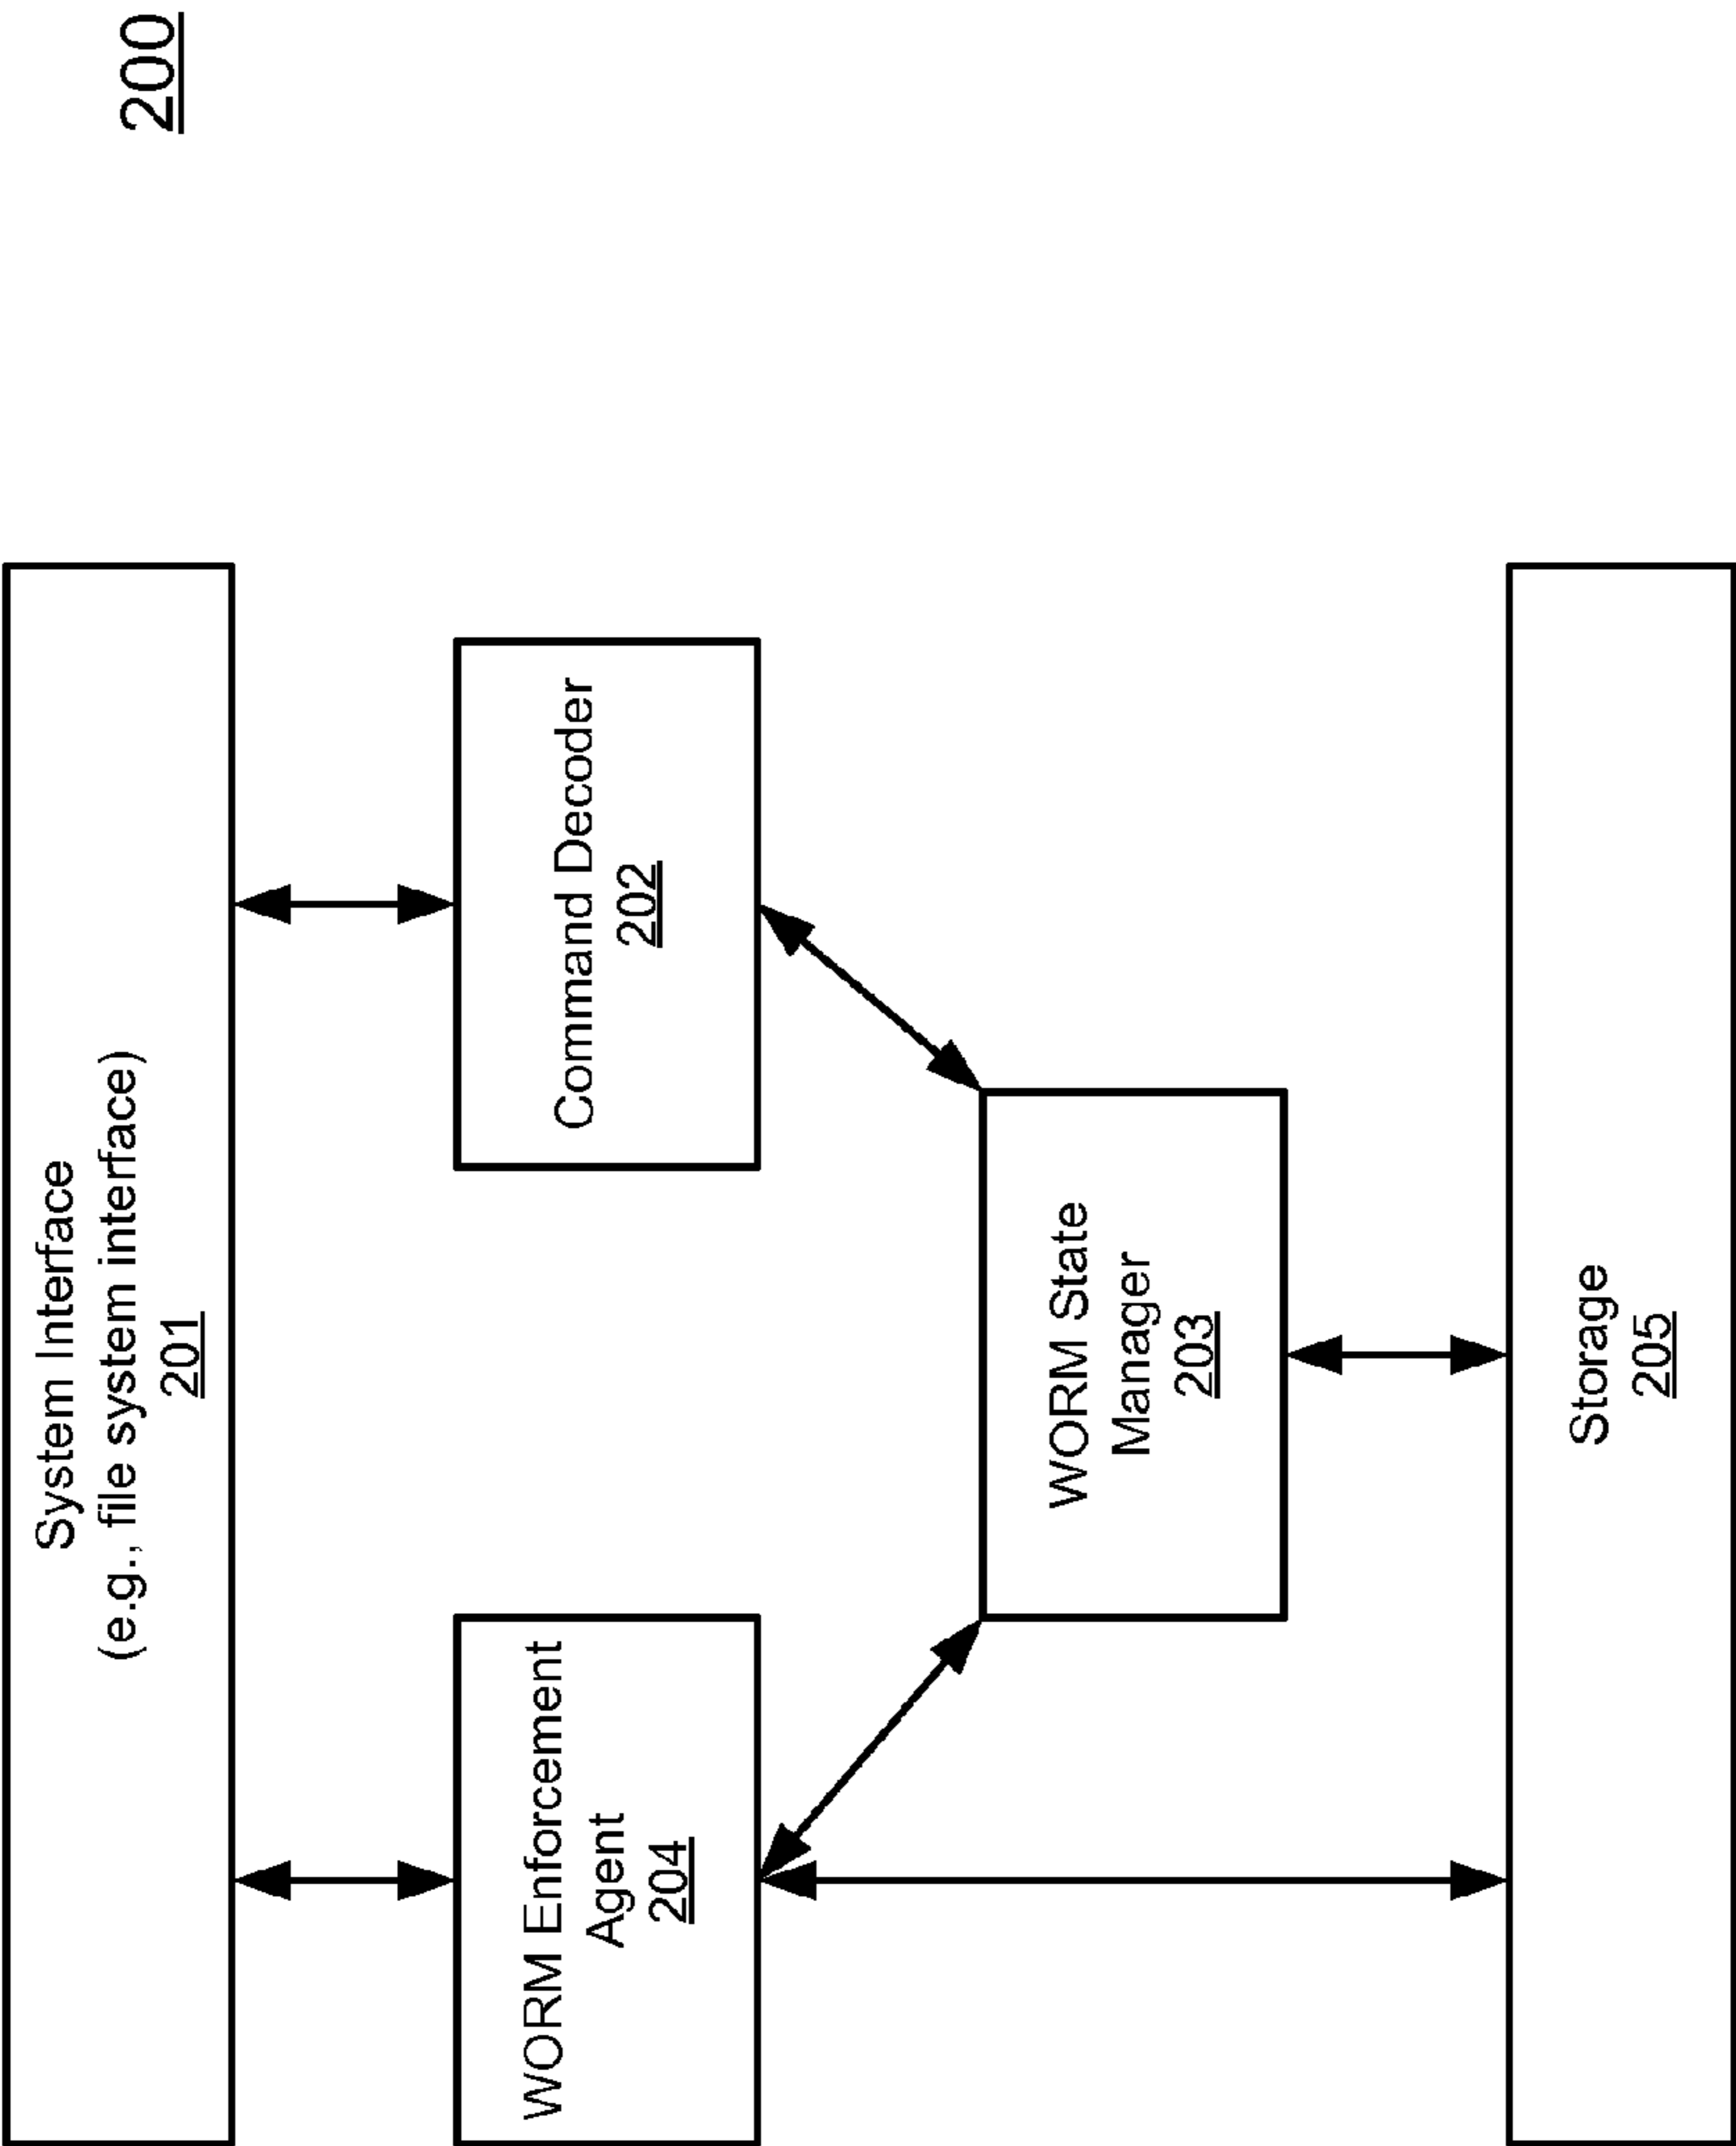 200
System Interface
(e.g., file system interface)
201
WORM Enforcement
Agent
204
Command Decoder
202
WORM State
Manager
203
Storage
205